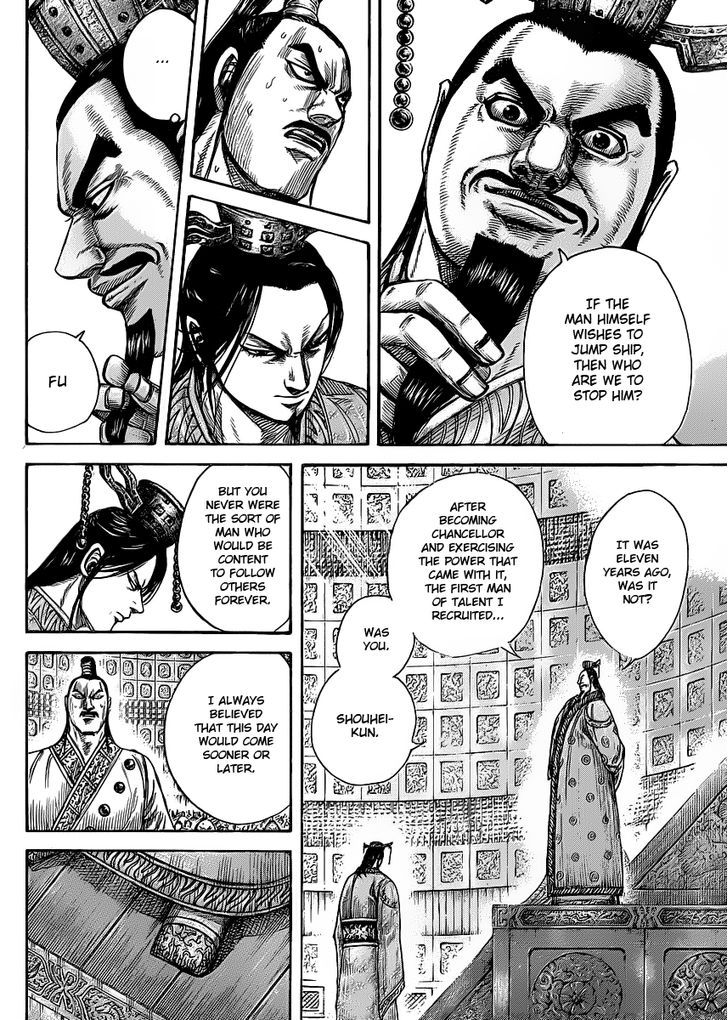 IF THE
MAN HIMSELF
WISHES TO
JUMP SHIP,
THEN WHO
ARE WE TO
STOP HIM?
...
FU
IT WAS
ELEVEN
YEARS AGO,
WAS IT
NOT?
AFTER
BECOMING
CHANCELLOR
AND EXERCISING
THE POWER THAT
CAME WITH IT,
THE FIRST MAN
OF TALENT I
RECRUITED...
WAS
YOU.
SHOUHEI-
KUN.
BUT YOU
NEVER WERE
THE SORT OF
MAN WHO
WOULD BE
CONTENT
TO FOLLOW
OTHERS
FOREVER.
I ALWAYS
BELIEVED
THAT THIS DAY
WOULD COME
SOONER OR
LATER.